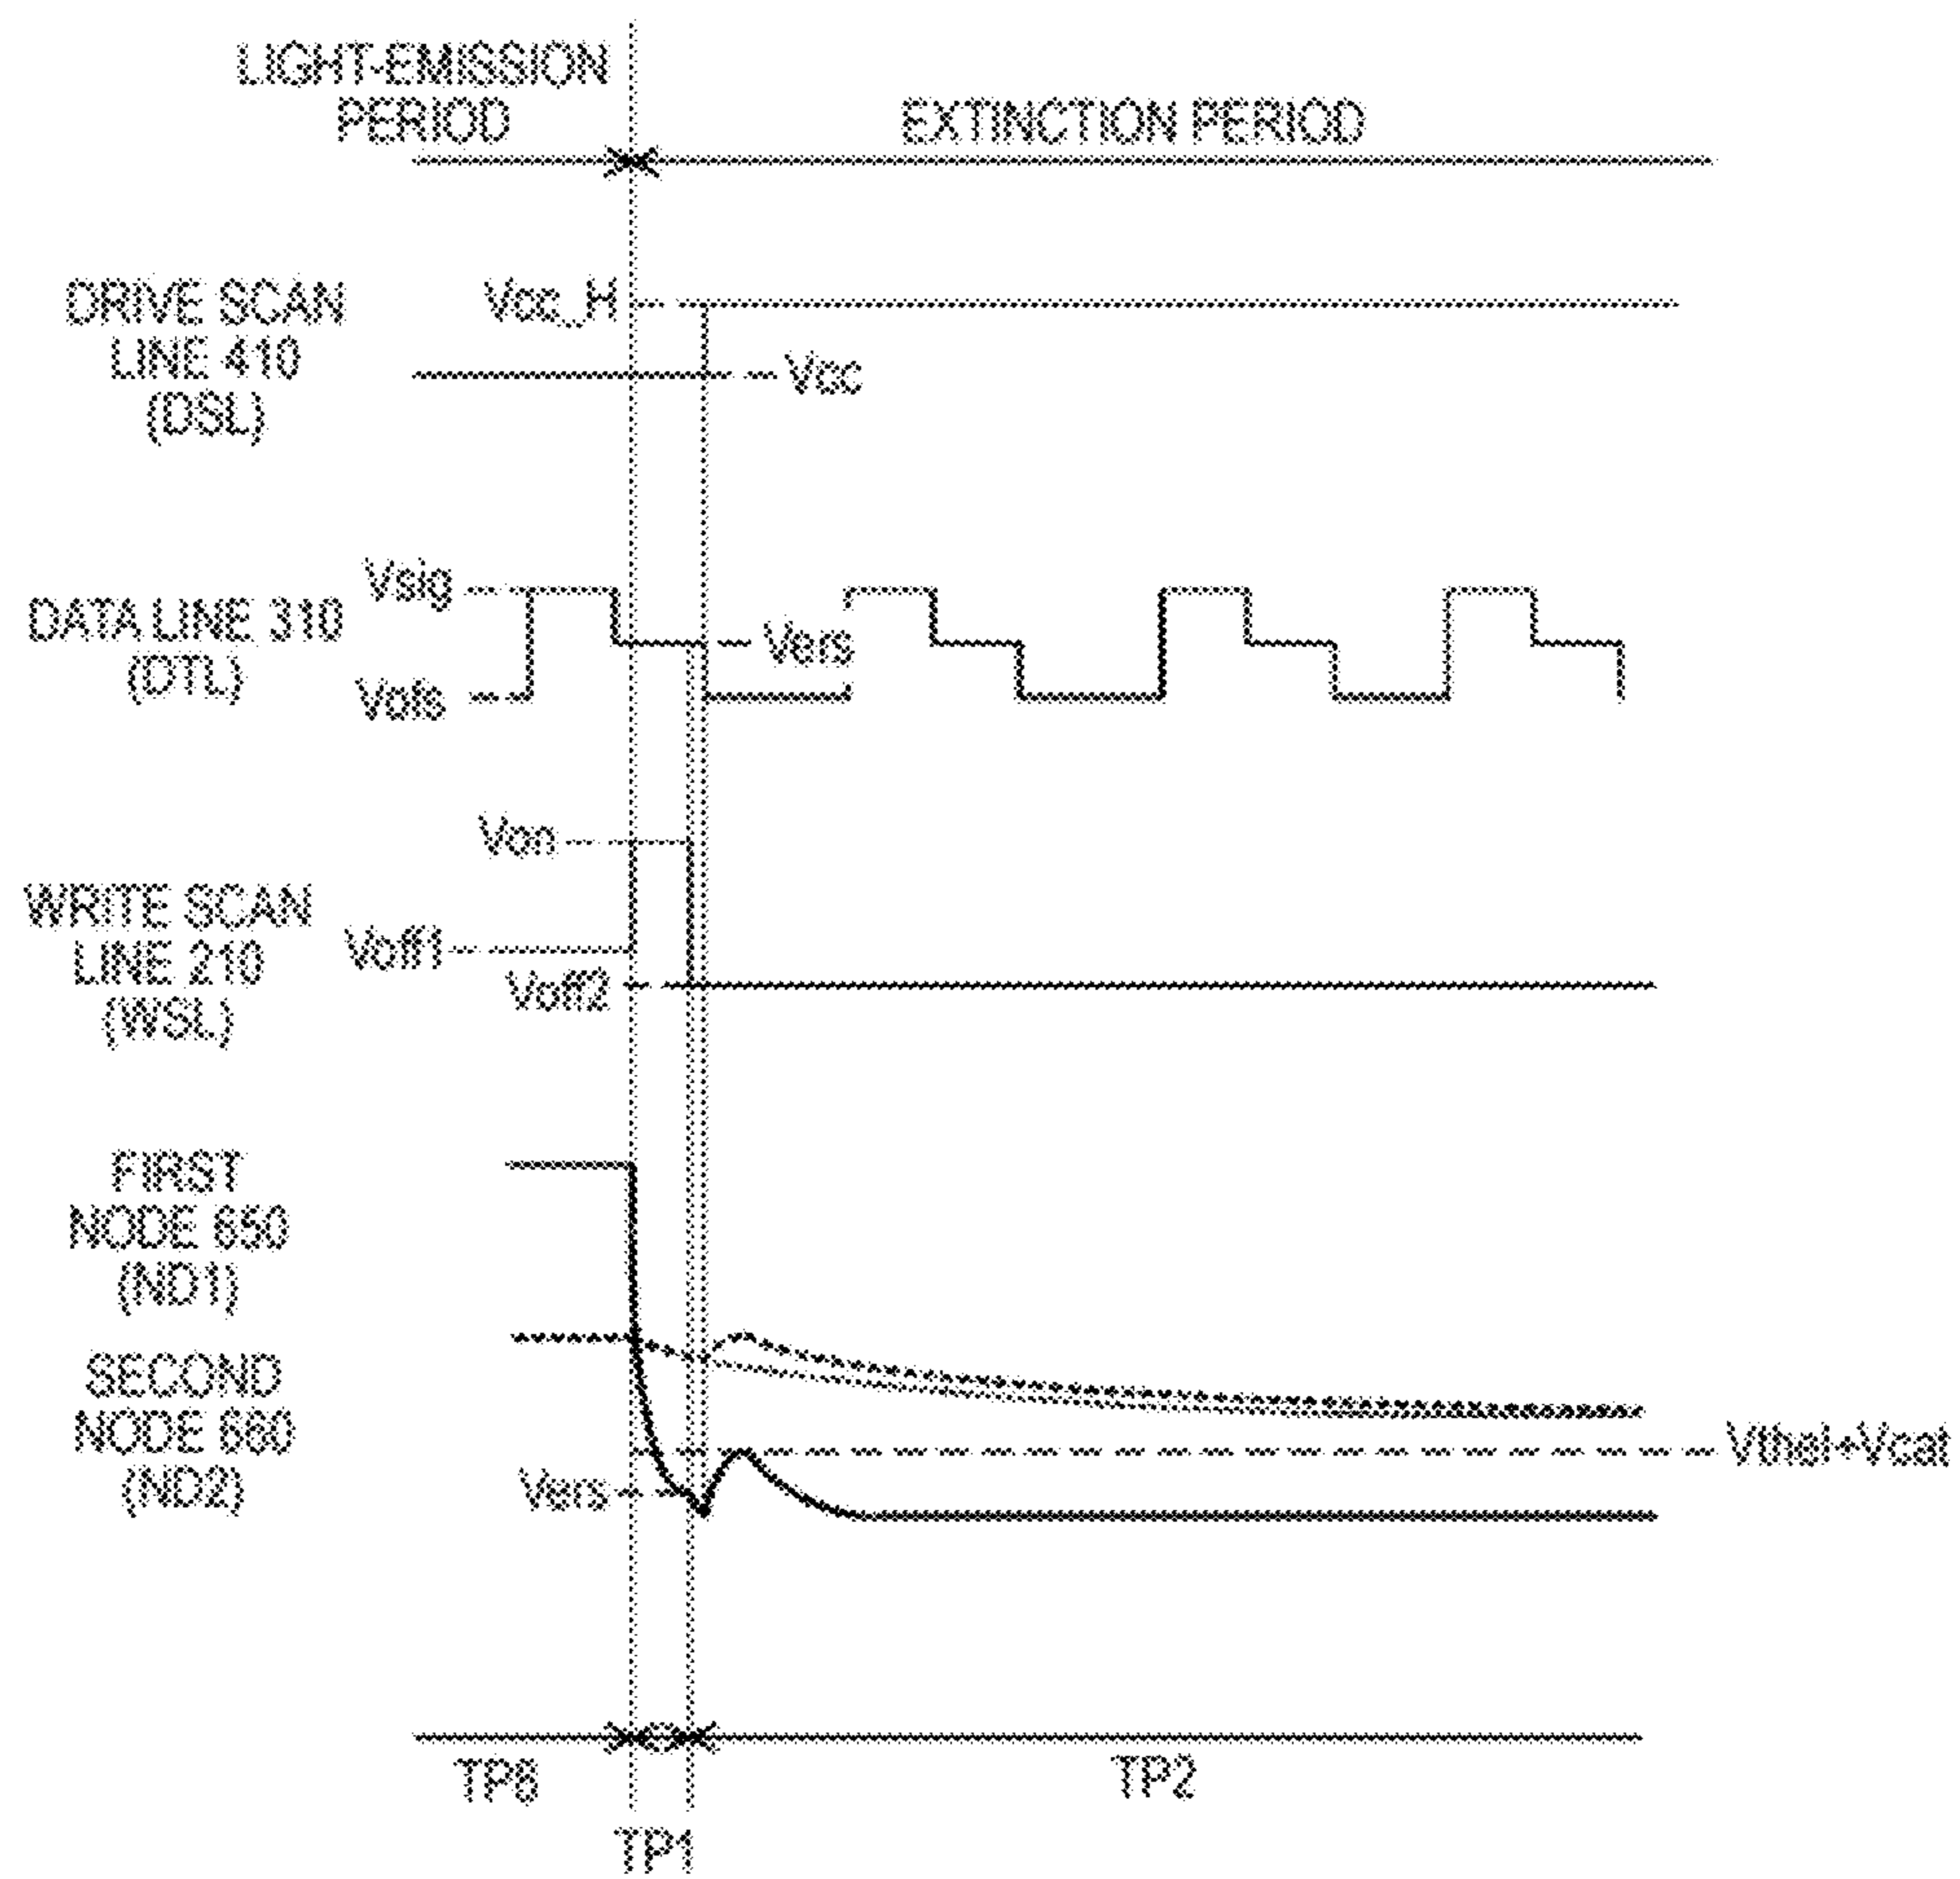 LIGHT-EMISSION
PERIOD
EXTINCTION PERIOD
DRIVE SCAN
LINE 410
(DSL)
Vcc_H
Vcc
DATA LINE 310
(DTL)
Vsig
Vofs
Vers
WRITE SCAN
LINE 210
(WSL)
Von
Voff1
Voff2
FIRST
NODE 650
(ND1)
SECOND
NODE 660
(ND2)
Vers
Vthel+Vcat
TP8
TP2
TP1